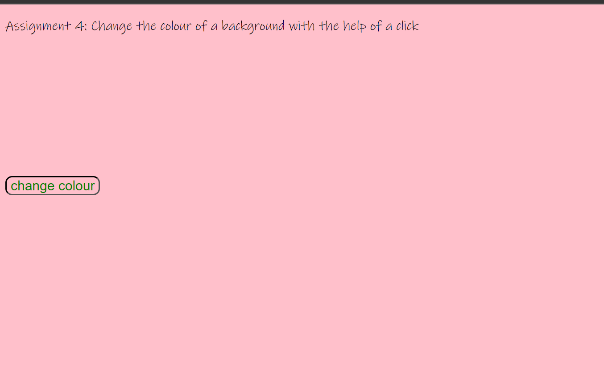 Assignment 4: Change the colour of a background with the help of a click
change colour